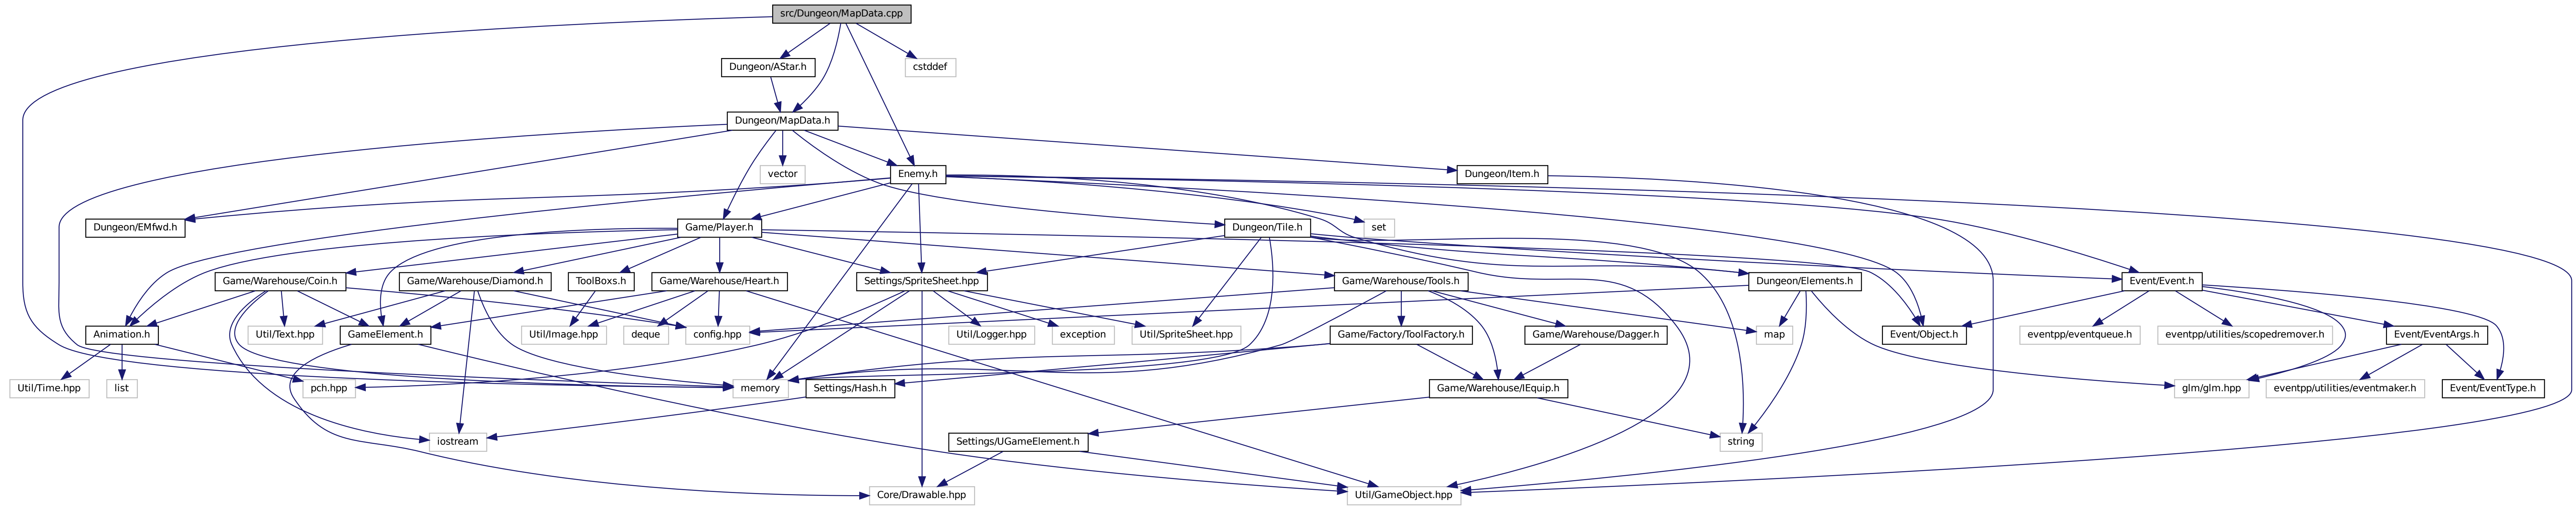 src/Dungeon/MapData.cpp
Dungeon/AStar.h
cstddef
Dungeon/MapData.h
vector
Enemy.h
Dungeon/Item.h
Dungeon/EMfwd.h
Game/Player.h
Dungeon/Tile.h
set
Game/Warehouse/Coin.h
Game/Warehouse/Diamond.h
ToolBoxs.h
Game/Warehouse/Heart.h
Settings/SpriteSheet.hpp
Game/Warehouse/Tools.h
Dungeon/Elements.h
Event/Event.h
Animation.h
Util/Text.hpp
GameElement.h
Util/Image.hpp
deque
config.hpp
Util/Logger.hpp
exception
Util/SpriteSheet.hpp
Game/Factory/ToolFactory.h
Game/Warehouse/Dagger.h
map
Event/Object.h
eventpp/eventqueue.h
eventpp/utilities/scopedremover.h
Event/EventArgs.h
Util/Time.hpp
list
pch.hpp
memory
Settings/Hash.h
Game/Warehouse/IEquip.h
glm/glm.hpp
eventpp/utilities/eventmaker.h
Event/EventType.h
iostream
Settings/UGameElement.h
string
Core/Drawable.hpp
Util/GameObject.hpp